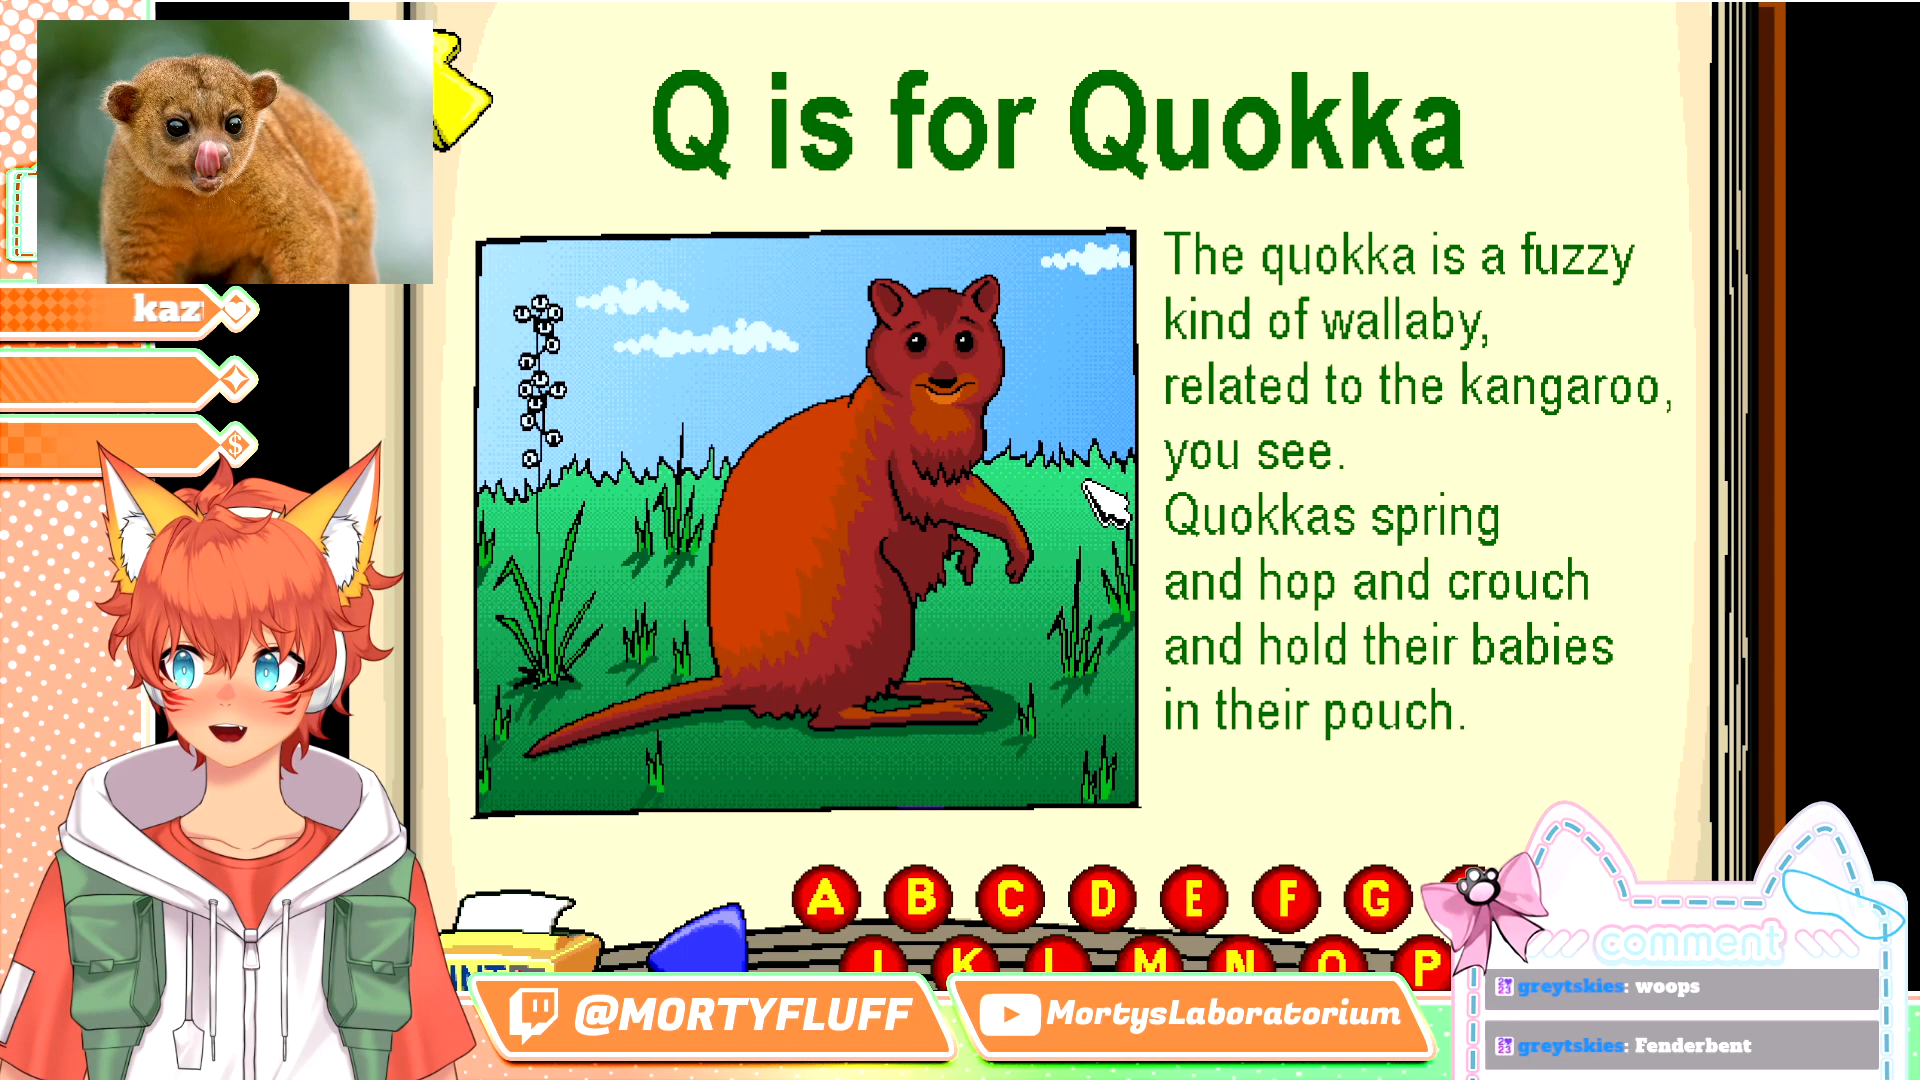 Q is for Quokka
The quokka is a fuzzy
kind of wallaby,
related to the kangaroo,
you see.
Quokkas spring
and hop and crouch
and hold their babies
in their pouch.
kaz
$
A B C D E F G
K L M N O P
@MORTYFLUFF
MortysLaboratorium
comment
greytskies: woops
greytskies: Fenderbent